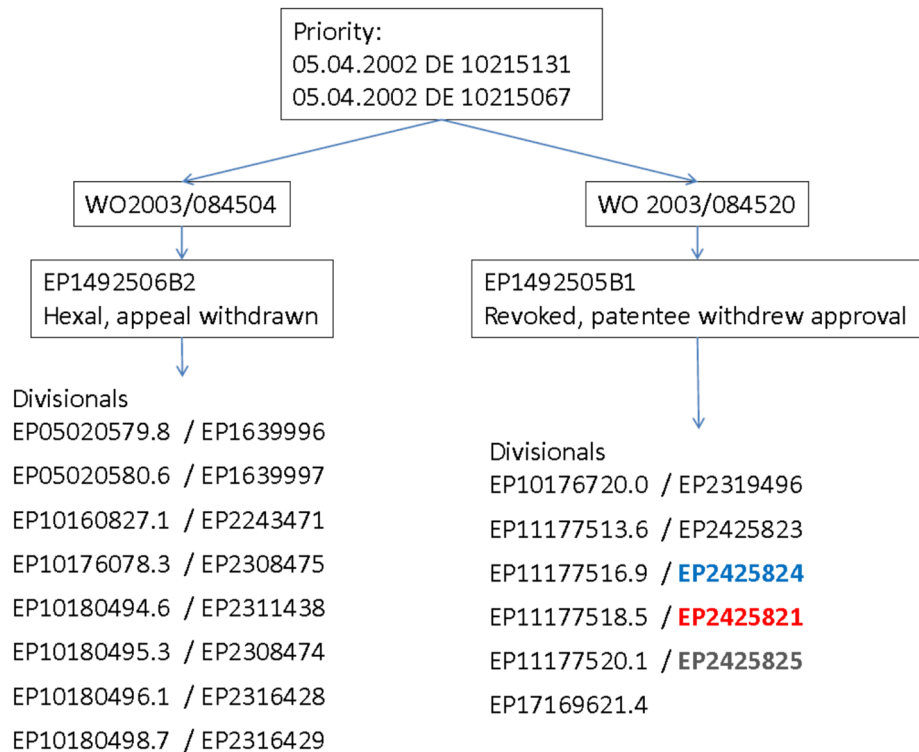 Priority:
05.04.2002 DE 10215131
05.04.2002 DE 10215067
WO2003/084504
EP1492506B2
Hexal, appeal withdrawn
Divisionals
EP05020579.8 / EP1639996
EP05020580.6 / EP1639997
EP10160827.1 / EP2243471
EP10176078.3 / EP2308475
EP10180494.6 / EP2311438
EP10180495.3 / EP2308474
EP10180496.1 / EP2316428
EP10180498.7 / EP2316429
WO 2003/084520
EP1492505B1
Revoked, patentee withdrew approval
Divisionals
EP10176720.0 / EP2319496
EP11177513.6 / EP2425823
EP11177516.9 / EP2425824
EP11177518.5 / EP2425821
EP11177520.1 / EP2425825
EP17169621.4